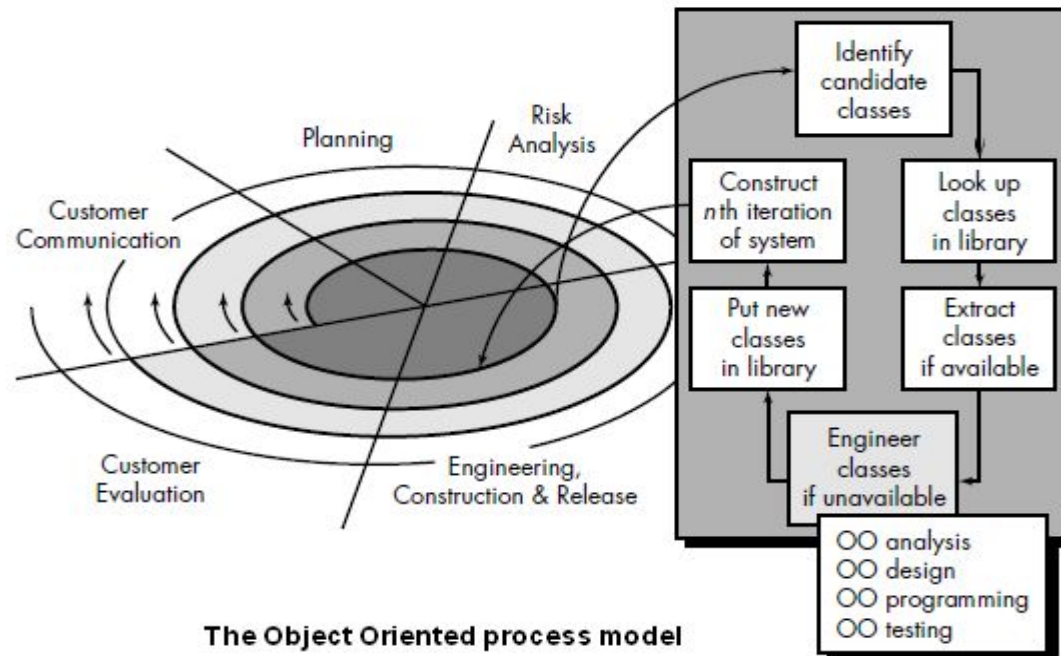 Planning
Risk
Analysis
Customer
Communication
Customer
Evaluation
Engineering,
Construction & Release
Identify
candidate
classes
Look up
classes
in library
Extract
classes
if available
Engineer
classes
if unavailable
OO analysis
OO design
OO programming
OO testing
Put new
classes
in library
Construct
nth iteration
of system
The Object Oriented process model